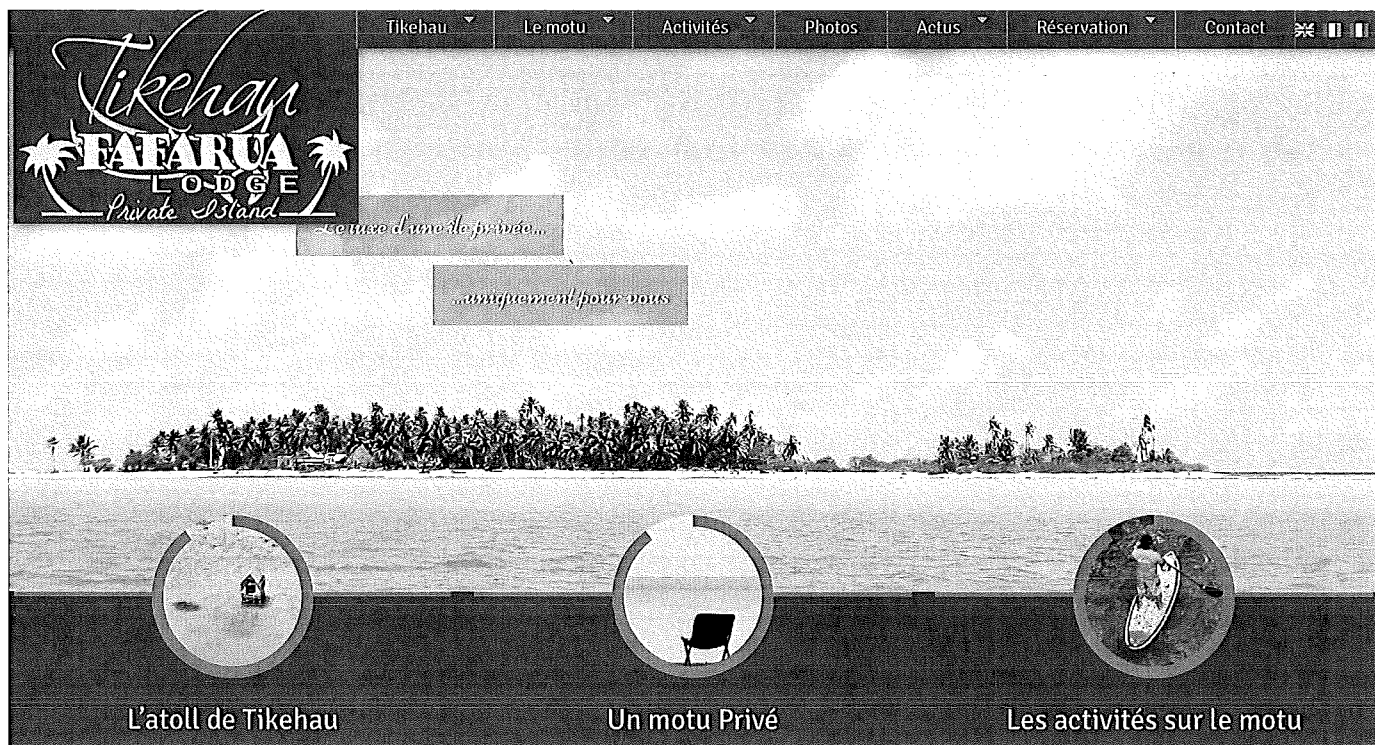 Tikehau
Le motu
Activités
Photos
Actus
Réservation
Contact
Tikehau
FAFARUA
LODGE
Private Island
Le luxe d'une île privée...
...uniquement pour vous
L'atoll de Tikehau
Un motu Privé
Les activités sur le motu